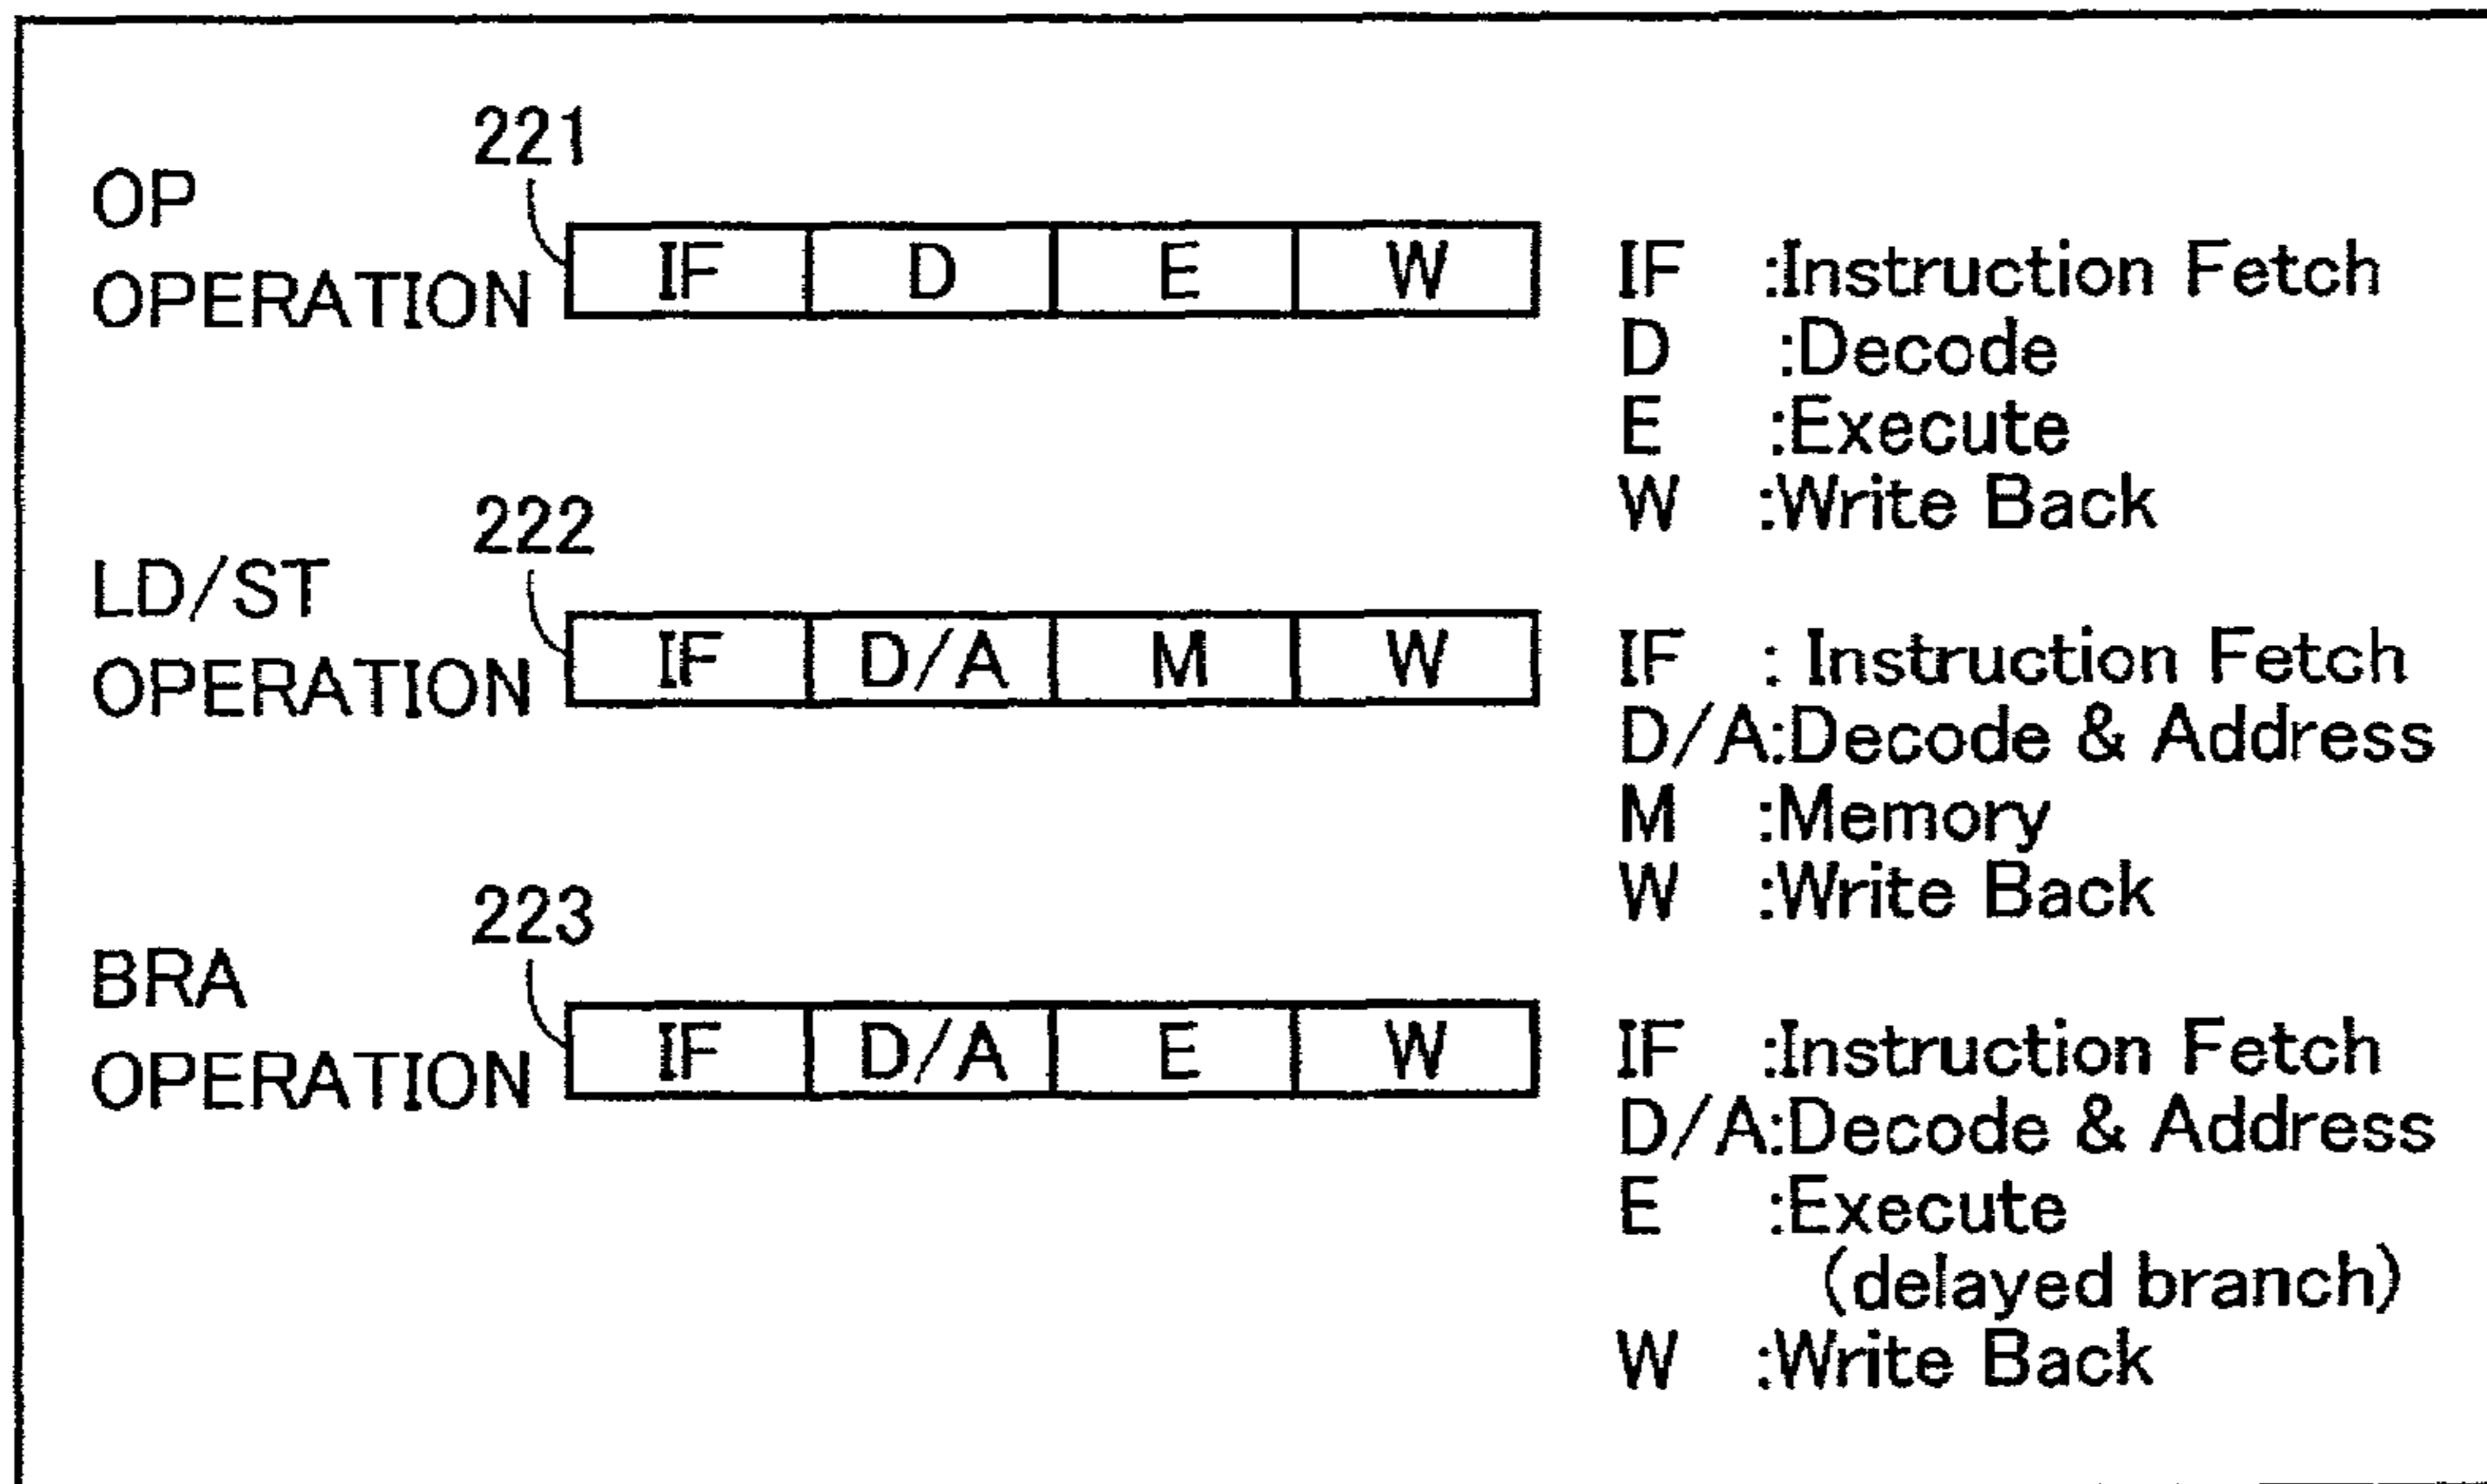 221
OP
OPERATION
IF D E W
IF :Instruction Fetch
D :Decode
E :Execute
W :Write Back
222
LD/ST
OPERATION
IF D/A M W
IF : Instruction Fetch
D/A:Decode & Address
M :Memory
W :Write Back
223
BRA
OPERATION
IF D/A E W
IF :Instruction Fetch
D/A:Decode & Address
E :Execute
(delayed branch)
W :Write Back